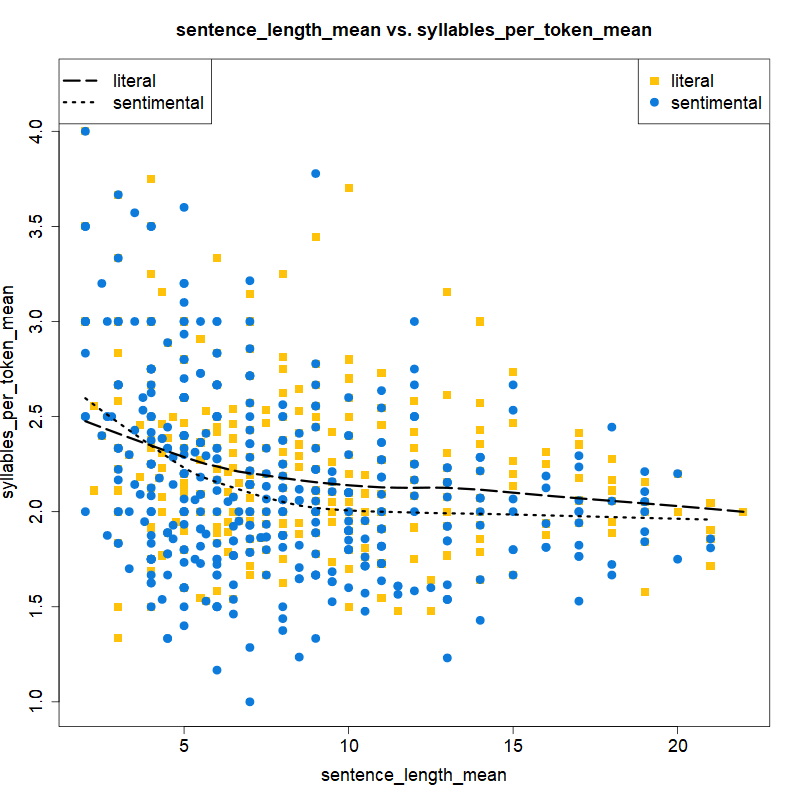 sentence_length_mean vs. syllables_per_token_mean
literal
sentimental
literal
sentimental
syllables_per_token_mean
4.0
3.5
3.0
2.5
2.0
1.5
1.0
5 10 15 20
sentence_length_mean